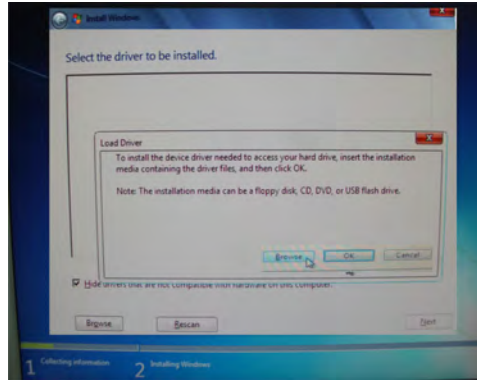 Install Windows
Select the driver to be installed.
Load Driver
To install the device driver needed to access your hard drive, insert the installation
media containing the driver files, and then click OK.
Note: The installation media can be a floppy disk, CD, DVD, or USB flash drive.
Browse OK Cancel
Hide drivers that are not compatible with hardware on this computer.
Browse Rescan Next
1 Collecting information 2 Installing Windows